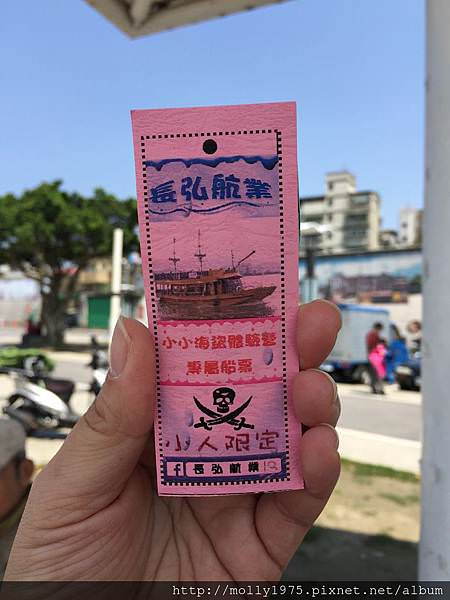 長弘航業
小小海盜體驗營
專屬船票
小人限定
f 長弘航業
http://molly1975.pixnet.net/album